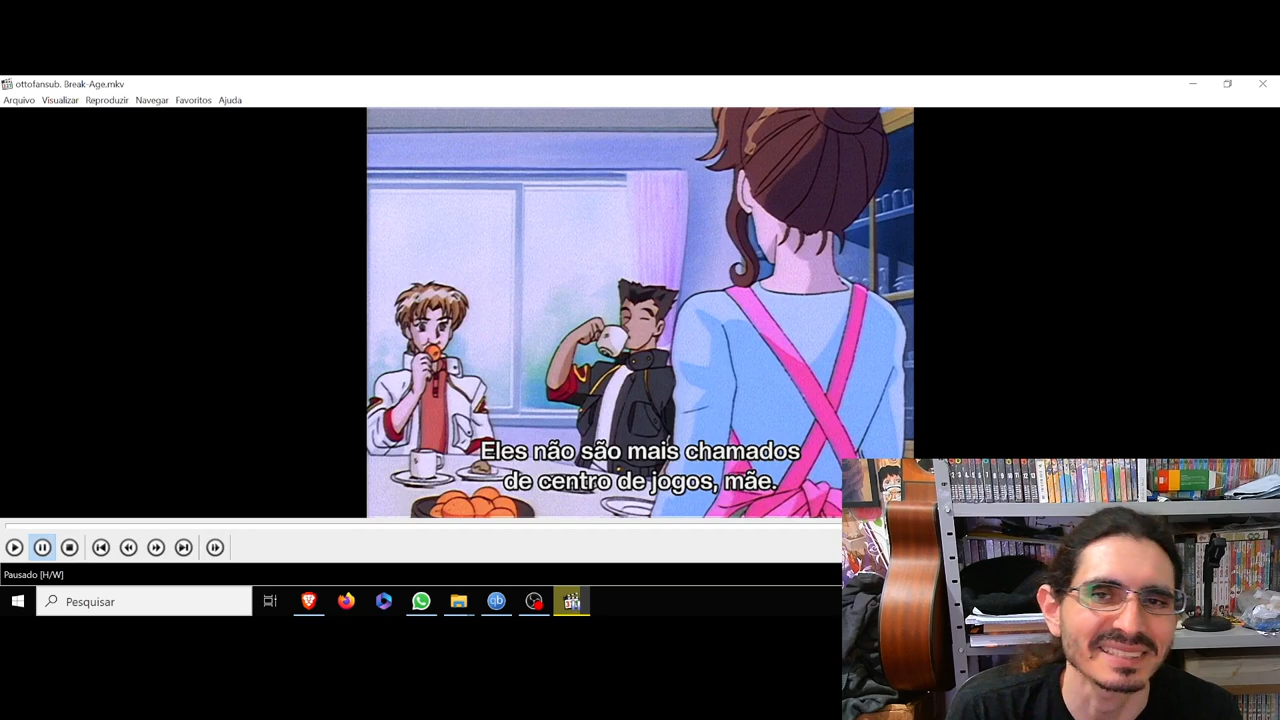 ottofansub. Break-Age.mkv
Arquivo Visualizar Reproduzir Navegar Favoritos Ajuda
Eles não são mais chamados
de centro de jogos, mãe.
Pausado [H/W]
Pesquisar
qb